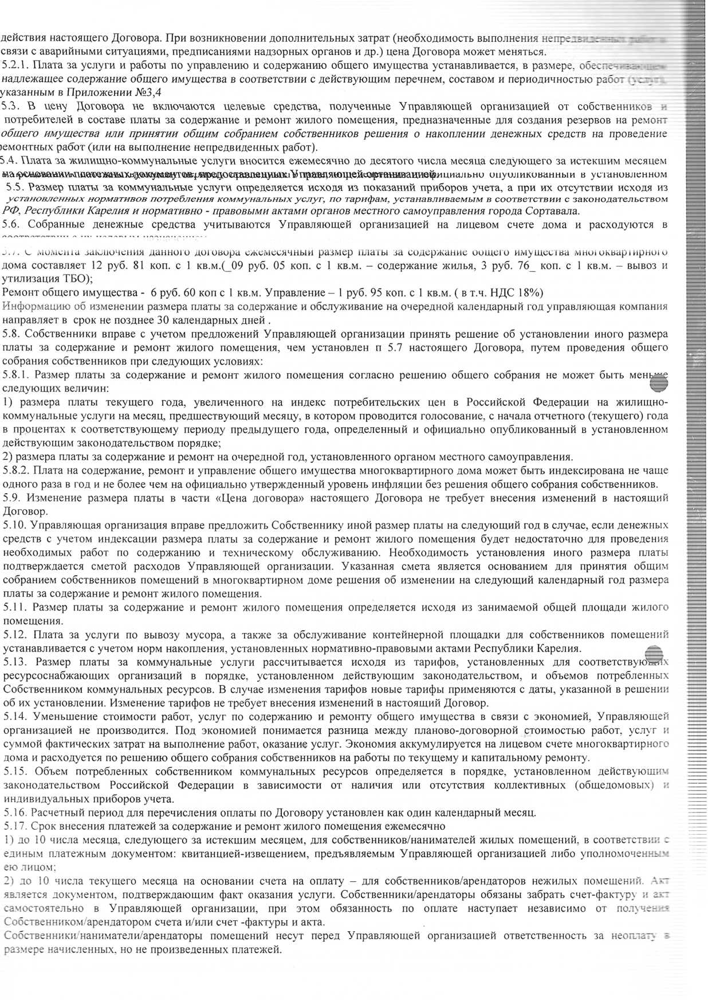 действия настоящего Договора. При возникновении дополнительных затрат (необходимость выполнения непредвиденных работ в
связи с аварийными ситуациями, предписаниями надзорных органов и др.) цена Договора может меняться.
5.2.1. Плата за услуги и работы по управлению и содержанию общего имущества устанавливается, в размере, обеспечивающем
надлежащее содержание общего имущества в соответствии с действующим перечнем, составом и периодичностью работ (услуг),
указанным в Приложении №3,4
5.3. В цену Договора не включаются целевые средства, полученные Управляющей организацией от собственников и
потребителей в составе платы за содержание и ремонт жилого помещения, предназначенные для создания резервов на ремонт
общего имущества или принятии общим собранием собственников решения о накоплении денежных средств на проведение
ремонтных работ (или на выполнение непредвиденных работ).
5.4. Плата за жилищно-коммунальные услуги вносится ежемесячно до десятого числа месяца следующего за истекшим месяцем
на основании платежных документов, предоставленных Управляющей организацией. официально опубликованный в установленном
5.5. Размер платы за коммунальные услуги определяется исходя из показаний приборов учета, а при их отсутствии исходя из
установленных нормативов потребления коммунальных услуг, по тарифам, устанавливаемым в соответствии с законодательством
РФ, Республики Карелия и нормативно - правовыми актами органов местного самоуправления города Сортавала.
5.6. Собранные денежные средства учитываются Управляющей организацией на лицевом счете дома и расходуются в
соответствии с их целевым назначением.
5.7. С момента заключения данного договора ежемесячный размер платы за содержание общего имущества многоквартирного
дома составляет 12 руб. 81 коп. с 1 кв.м.(_09 руб. 05 коп. с 1 кв.м. – содержание жилья, 3 руб. 76_ коп. с 1 кв.м. – вывоз и
утилизация ТБО);
Ремонт общего имущества - 6 руб. 60 коп с 1 кв.м. Управление – 1 руб. 95 коп. с 1 кв.м. ( в т.ч. НДС 18%)
Информацию об изменении размера платы за содержание и обслуживание на очередной календарный год управляющая компания
направляет в срок не позднее 30 календарных дней .
5.8. Собственники вправе с учетом предложений Управляющей организации принять решение об установлении иного размера
платы за содержание и ремонт жилого помещения, чем установлен п 5.7 настоящего Договора, путем проведения общего
собрания собственников при следующих условиях:
5.8.1. Размер платы за содержание и ремонт жилого помещения согласно решению общего собрания не может быть меньше
следующих величин:
1) размера платы текущего года, увеличенного на индекс потребительских цен в Российской Федерации на жилищно-
коммунальные услуги на месяц, предшествующий месяцу, в котором проводится голосование, с начала отчетного (текущего) года
в процентах к соответствующему периоду предыдущего года, определенный и официально опубликованный в установленном
действующим законодательством порядке;
2) размера платы за содержание и ремонт на очередной год, установленного органом местного самоуправления.
5.8.2. Плата на содержание, ремонт и управление общего имущества многоквартирного дома может быть индексирована не чаще
одного раза в год и не более чем на официально утвержденный уровень инфляции без решения общего собрания собственников.
5.9. Изменение размера платы в части «Цена договора» настоящего Договора не требует внесения изменений в настоящий
Договор.
5.10. Управляющая организация вправе предложить Собственнику иной размер платы на следующий год в случае, если денежных
средств с учетом индексации размера платы за содержание и ремонт жилого помещения будет недостаточно для проведения
необходимых работ по содержанию и техническому обслуживанию. Необходимость установления иного размера платы
подтверждается сметой расходов Управляющей организации. Указанная смета является основанием для принятия общим
собранием собственников помещений в многоквартирном доме решения об изменении на следующий календарный год размера
платы за содержание и ремонт жилого помещения.
5.11. Размер платы за содержание и ремонт жилого помещения определяется исходя из занимаемой общей площади жилого
помещения.
5.12. Плата за услуги по вывозу мусора, а также за обслуживание контейнерной площадки для собственников помещений
устанавливается с учетом норм накопления, установленных нормативно-правовыми актами Республики Карелия.
5.13. Размер платы за коммунальные услуги рассчитывается исходя из тарифов, установленных для соответствующих
ресурсоснабжающих организаций в порядке, установленном действующим законодательством, и объемов потребленных
Собственником коммунальных ресурсов. В случае изменения тарифов новые тарифы применяются с даты, указанной в решении
об их установлении. Изменение тарифов не требует внесения изменений в настоящий Договор.
5.14. Уменьшение стоимости работ, услуг по содержанию и ремонту общего имущества в связи с экономией, Управляющей
организацией не производится. Под экономией понимается разница между планово-договорной стоимостью работ, услуг и
суммой фактических затрат на выполнение работ, оказание услуг. Экономия аккумулируется на лицевом счете многоквартирного
дома и расходуется по решению общего собрания собственников на работы по текущему и капитальному ремонту.
5.15. Объем потребленных собственником коммунальных ресурсов определяется в порядке, установленном действующим
законодательством Российской Федерации в зависимости от наличия или отсутствия коллективных (общедомовых) и
индивидуальных приборов учета.
5.16. Расчетный период для перечисления оплаты по Договору установлен как один календарный месяц.
5.17. Срок внесения платежей за содержание и ремонт жилого помещения ежемесячно
1) до 10 числа месяца, следующего за истекшим месяцем, для собственников/нанимателей жилых помещений, в соответствии с
единым платежным документом: квитанцией-извещением, предъявляемым Управляющей организацией либо уполномоченным
ею лицом;
2) до 10 числа текущего месяца на основании счета на оплату – для собственников/арендаторов нежилых помещений. Акт
является документом, подтверждающим факт оказания услуги. Собственники/арендаторы обязаны забрать счет-фактуру и акт
самостоятельно в Управляющей организации, при этом обязанность по оплате наступает независимо от получения
Собственником/арендатором счета и/или счет -фактуры и акта.
Собственники/наниматели/арендаторы помещений несут перед Управляющей организацией ответственность за неоплату в
размере начисленных, но не произведенных платежей.